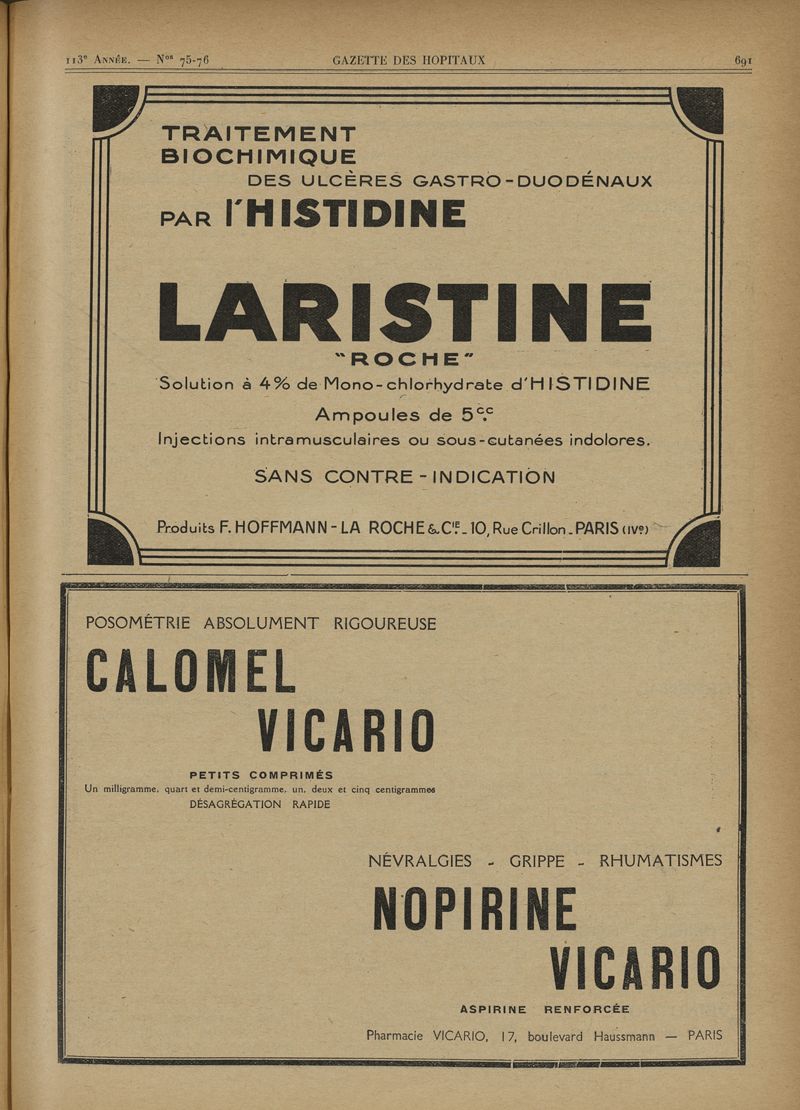 113e ANNÉE. — Nos 75-76
GAZETTE DES HOPITAUX
691
TRAITEMENT
BIOCHIMIQUE
DES ULCÈRES GASTRO-DUODÉNAUX
PAR l'HISTIDINE
LARISTINE
"ROCHE"
Solution à 4% de Mono-chlorhydrate d'HISTIDINE
Ampoules de 5cc.
Injections intramusculaires ou sous-cutanées indolores.
SANS CONTRE-INDICATION
Produits F. HOFFMANN-LA ROCHE & CIE. 10, Rue Crillon. PARIS (IVe)
POSOMÉTRIE ABSOLUMENT RIGOUREUSE
CALOMEL
VICARIO
PETITS COMPRIMÉS
Un milligramme, quart et demi-centigramme, un, deux et cinq centigrammes
DÉSAGRÉGATION RAPIDE
NÉVRALGIES - GRIPPE - RHUMATISMES
NOPIRINE
VICARIO
ASPIRINE RENFORCÉE
Pharmacie VICARIO, 17, boulevard Haussmann — PARIS